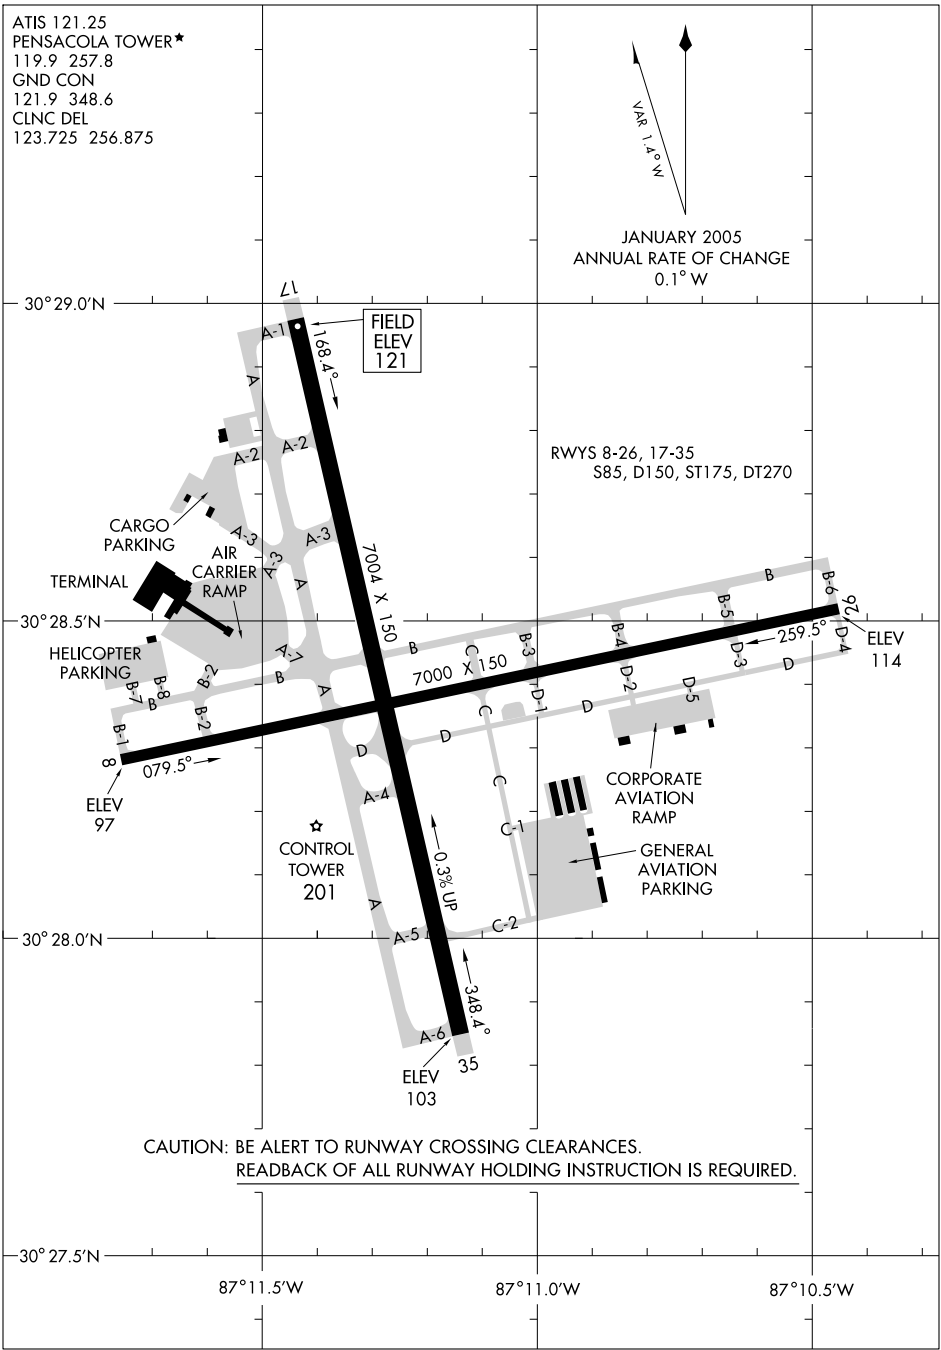 ATIS 121.25
PENSACOLA TOWER★
119.9 257.8
GND CON
121.9 348.6
CLNC DEL
123.725 256.875
VAR 1.4° W
JANUARY 2005
ANNUAL RATE OF CHANGE
0.1° W
30°29.0'N
17
FIELD
ELEV
121
A-1
168.4°
A
A-2
A-2
RWYS 8-26, 17-35
S85, D150, ST175, DT270
CARGO
PARKING
A-3
A-3
A-3
AIR
CARRIER
RAMP
7004 X 150
TERMINAL
A
B
B-6
26
30°28.5'N
B-5
B-4
B-3
259.5°
ELEV
114
HELICOPTER
PARKING
A-7
B
C
7000 X 150
D-4
D-3
D
B-7
B-8
B-2
B
A
D-2
D-5
D-1
B
B-2
C
D
B-1
8
079.5°
D
D
ELEV
97
A-4
C
CORPORATE
AVIATION
RAMP
CONTROL
TOWER
201
C-1
0.3% UP
GENERAL
AVIATION
PARKING
A
A-5
C-2
30°28.0'N
348.4°
A-6
35
ELEV
103
CAUTION: BE ALERT TO RUNWAY CROSSING CLEARANCES.
READBACK OF ALL RUNWAY HOLDING INSTRUCTION IS REQUIRED.
30°27.5'N
87°11.5'W
87°11.0'W
87°10.5'W